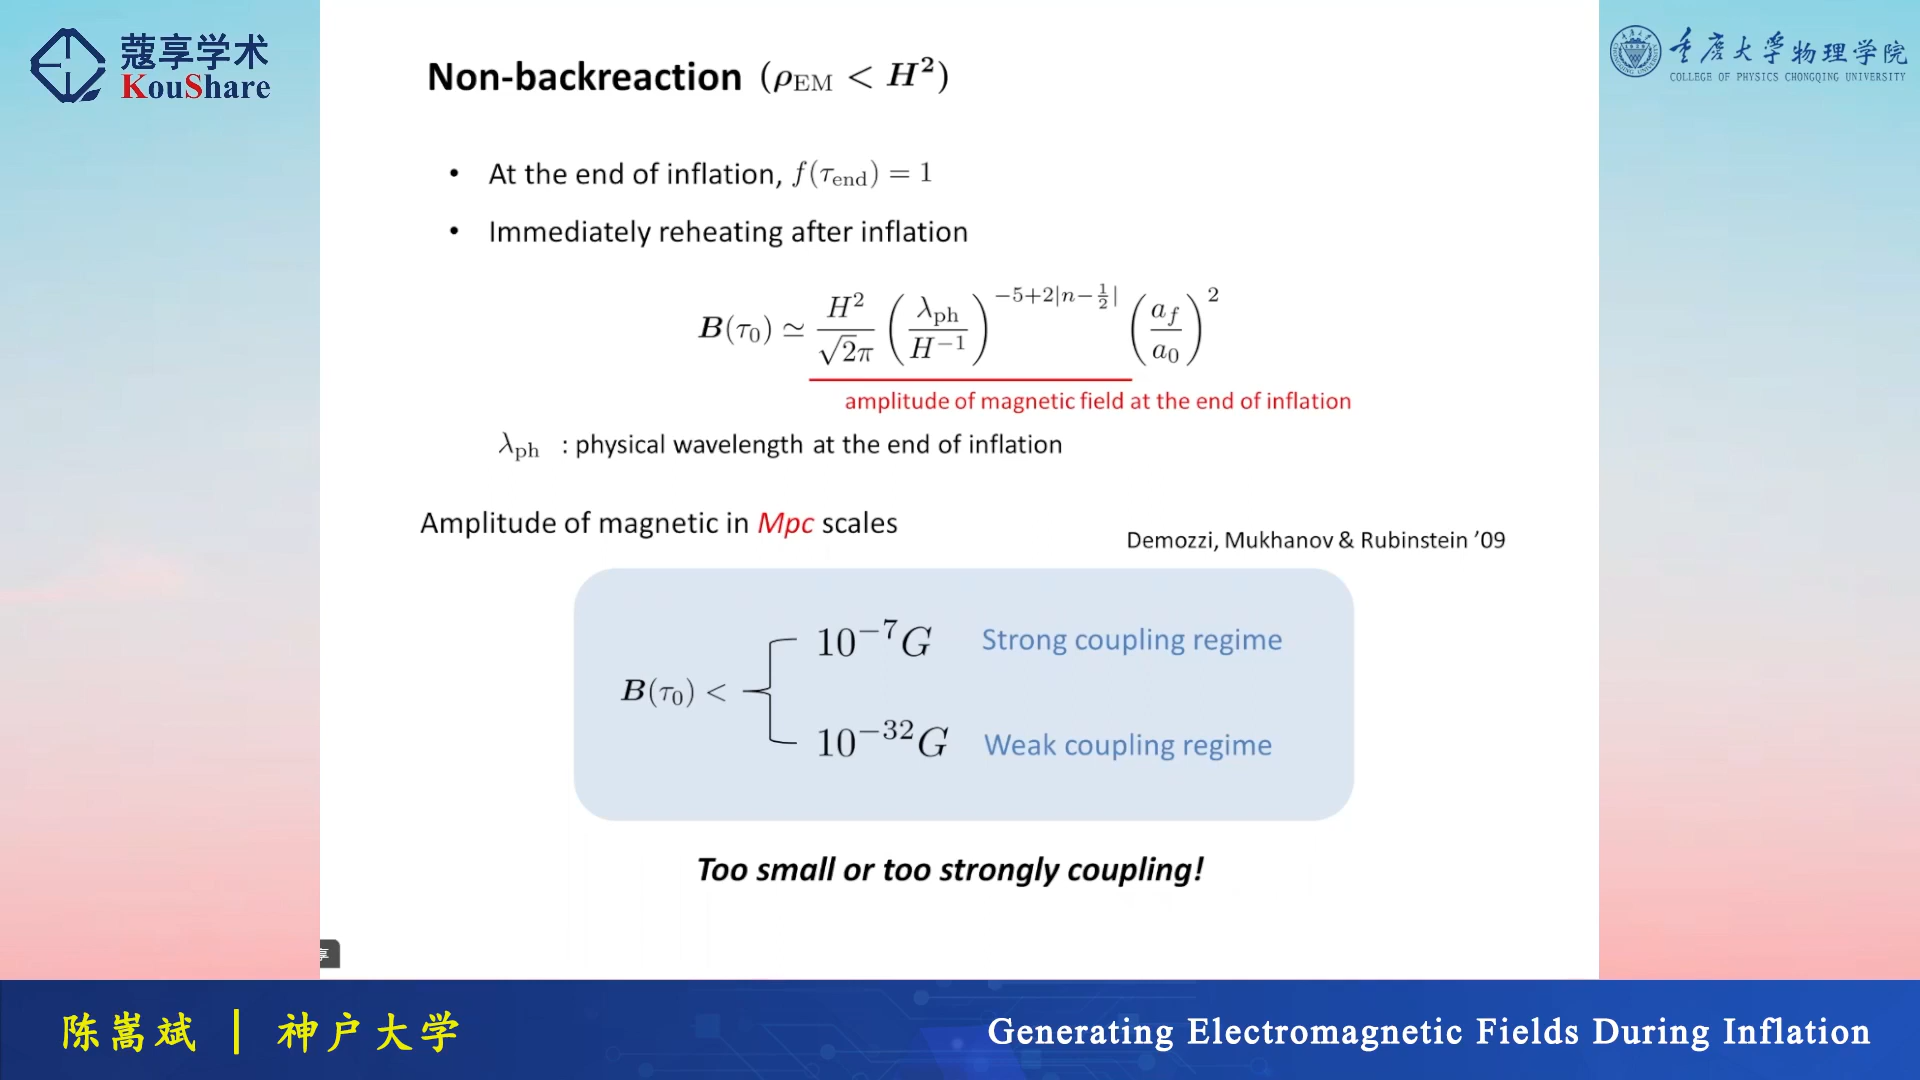 蔻享学术
KouShare
重庆大学物理学院
COLLEGE OF PHYSICS CHONGQING UNIVERSITY
Non-backreaction (ρ_EM < H²)
• At the end of inflation, f(τ_end) = 1
• Immediately reheating after inflation
B(τ₀) ≃ H²/(√2π) (λ_ph/H⁻¹)^(−5+2|n−1/2|) (a_f/a₀)²
amplitude of magnetic field at the end of inflation
λ_ph : physical wavelength at the end of inflation
Amplitude of magnetic in Mpc scales
Demozzi, Mukhanov & Rubinstein ’09
10⁻⁷G Strong coupling regime
B(τ₀) <
10⁻³²G Weak coupling regime
Too small or too strongly coupling!
享
陈嵩斌 | 神户大学
Generating Electromagnetic Fields During Inflation